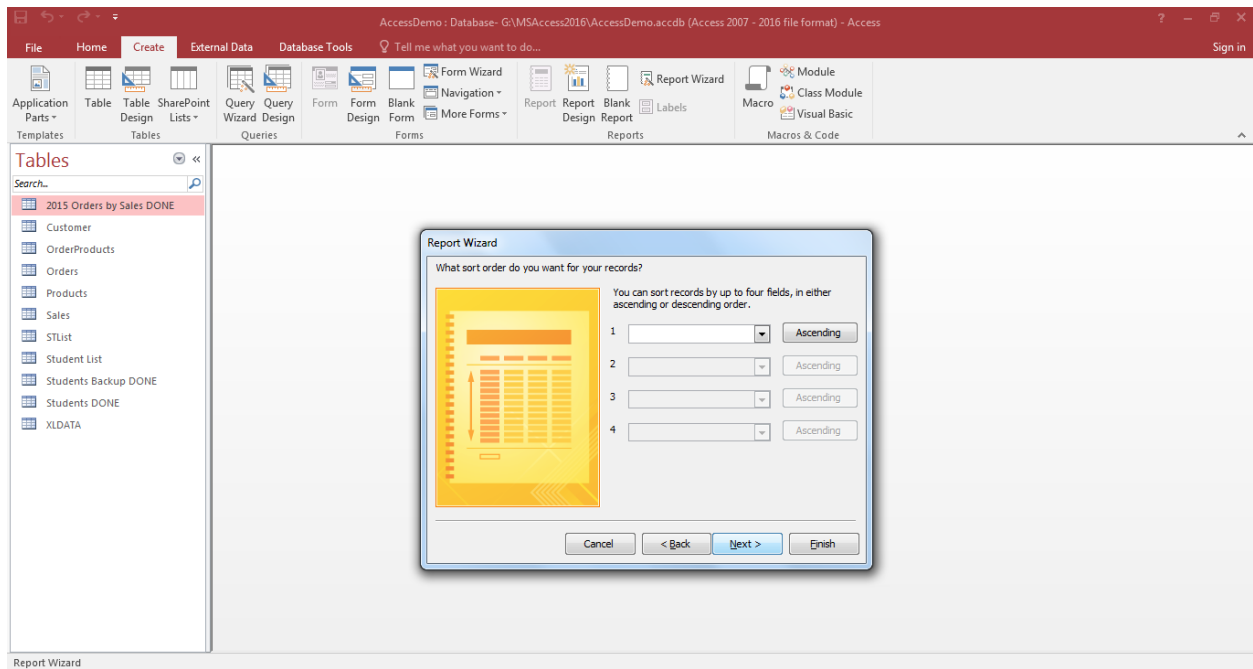 AccessDemo : Database- G:\MSAccess2016\AccessDemo.accdb (Access 2007 - 2016 file format) - Access
?
File Home Create External Data Database Tools Tell me what you want to do... Sign in
Application Parts
Templates
Table
Table Design
SharePoint Lists
Tables
Query Wizard
Query Design
Queries
Form
Form Design
Blank Form
Form Wizard
Navigation
More Forms
Forms
Report
Report Design
Blank Report
Report Wizard
Labels
Reports
Macro
Module
Class Module
Visual Basic
Macros & Code
Tables
Search...
2015 Orders by Sales DONE
Customer
OrderProducts
Orders
Products
Sales
STList
Student List
Students Backup DONE
Students DONE
XLDATA
Report Wizard
What sort order do you want for your records?
You can sort records by up to four fields, in either
ascending or descending order.
1 Ascending
2 Ascending
3 Ascending
4 Ascending
Cancel < Back Next > Finish
Report Wizard